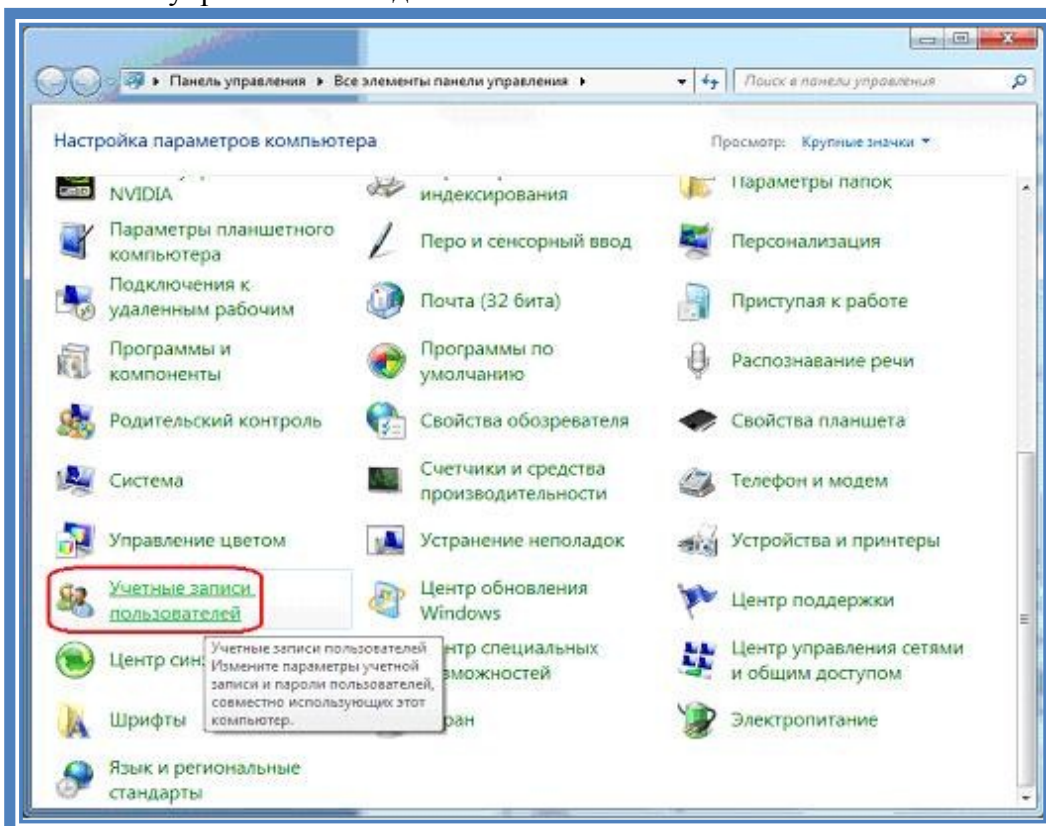 Панель управления ▸ Все элементы панели управления ▸
Поиск в панели управления
Настройка параметров компьютера
Просмотр: Крупные значки
NVIDIA
индексирования
Параметры папок
Параметры планшетного
компьютера
Перо и сенсорный ввод
Персонализация
Подключения к
удаленным рабочим
Почта (32 бита)
Приступая к работе
Программы и
компоненты
Программы по
умолчанию
Распознавание речи
Родительский контроль
Свойства обозревателя
Свойства планшета
Система
Счетчики и средства
производительности
Телефон и модем
Управление цветом
Устранение неполадок
Устройства и принтеры
Учетные записи
пользователей
Центр обновления
Windows
Центр поддержки
Центр син
Учетные записи пользователей
Измените параметры учетной
записи и пароли пользователей,
совместно использующих этот
компьютер.
нтр специальных
зможностей
Центр управления сетями
и общим доступом
Шрифты
ран
Электропитание
Язык и региональные
стандарты